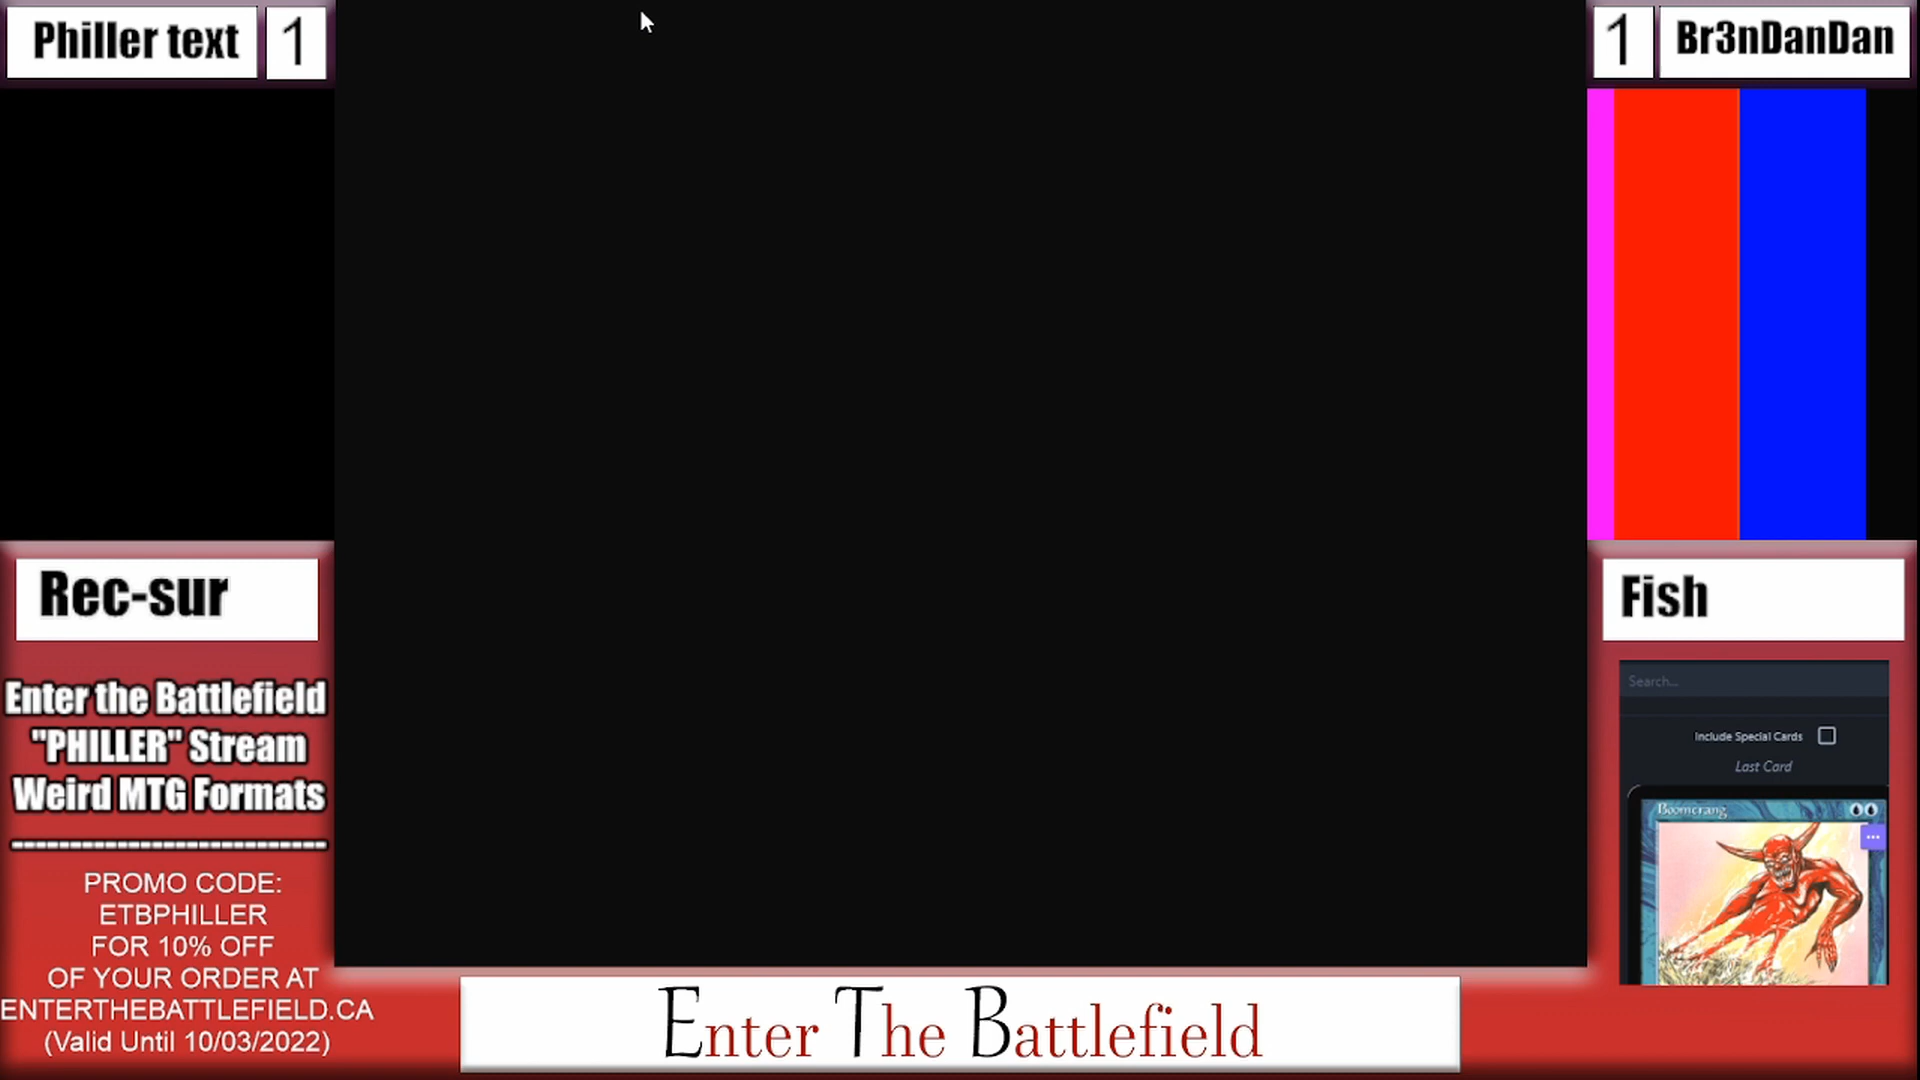 Philler text 1
1 Br3nDanDan
Rec-sur
Fish
Enter the Battlefield
"PHILLER" Stream
Weird MTG Formats
---------------------------
PROMO CODE:
ETBPHILLER
FOR 10% OFF
OF YOUR ORDER AT
ENTERTHEBATTLEFIELD.CA
(Valid Until 10/03/2022)
Search...
Include Special Cards
Last Card
Boomerang
Enter The Battlefield